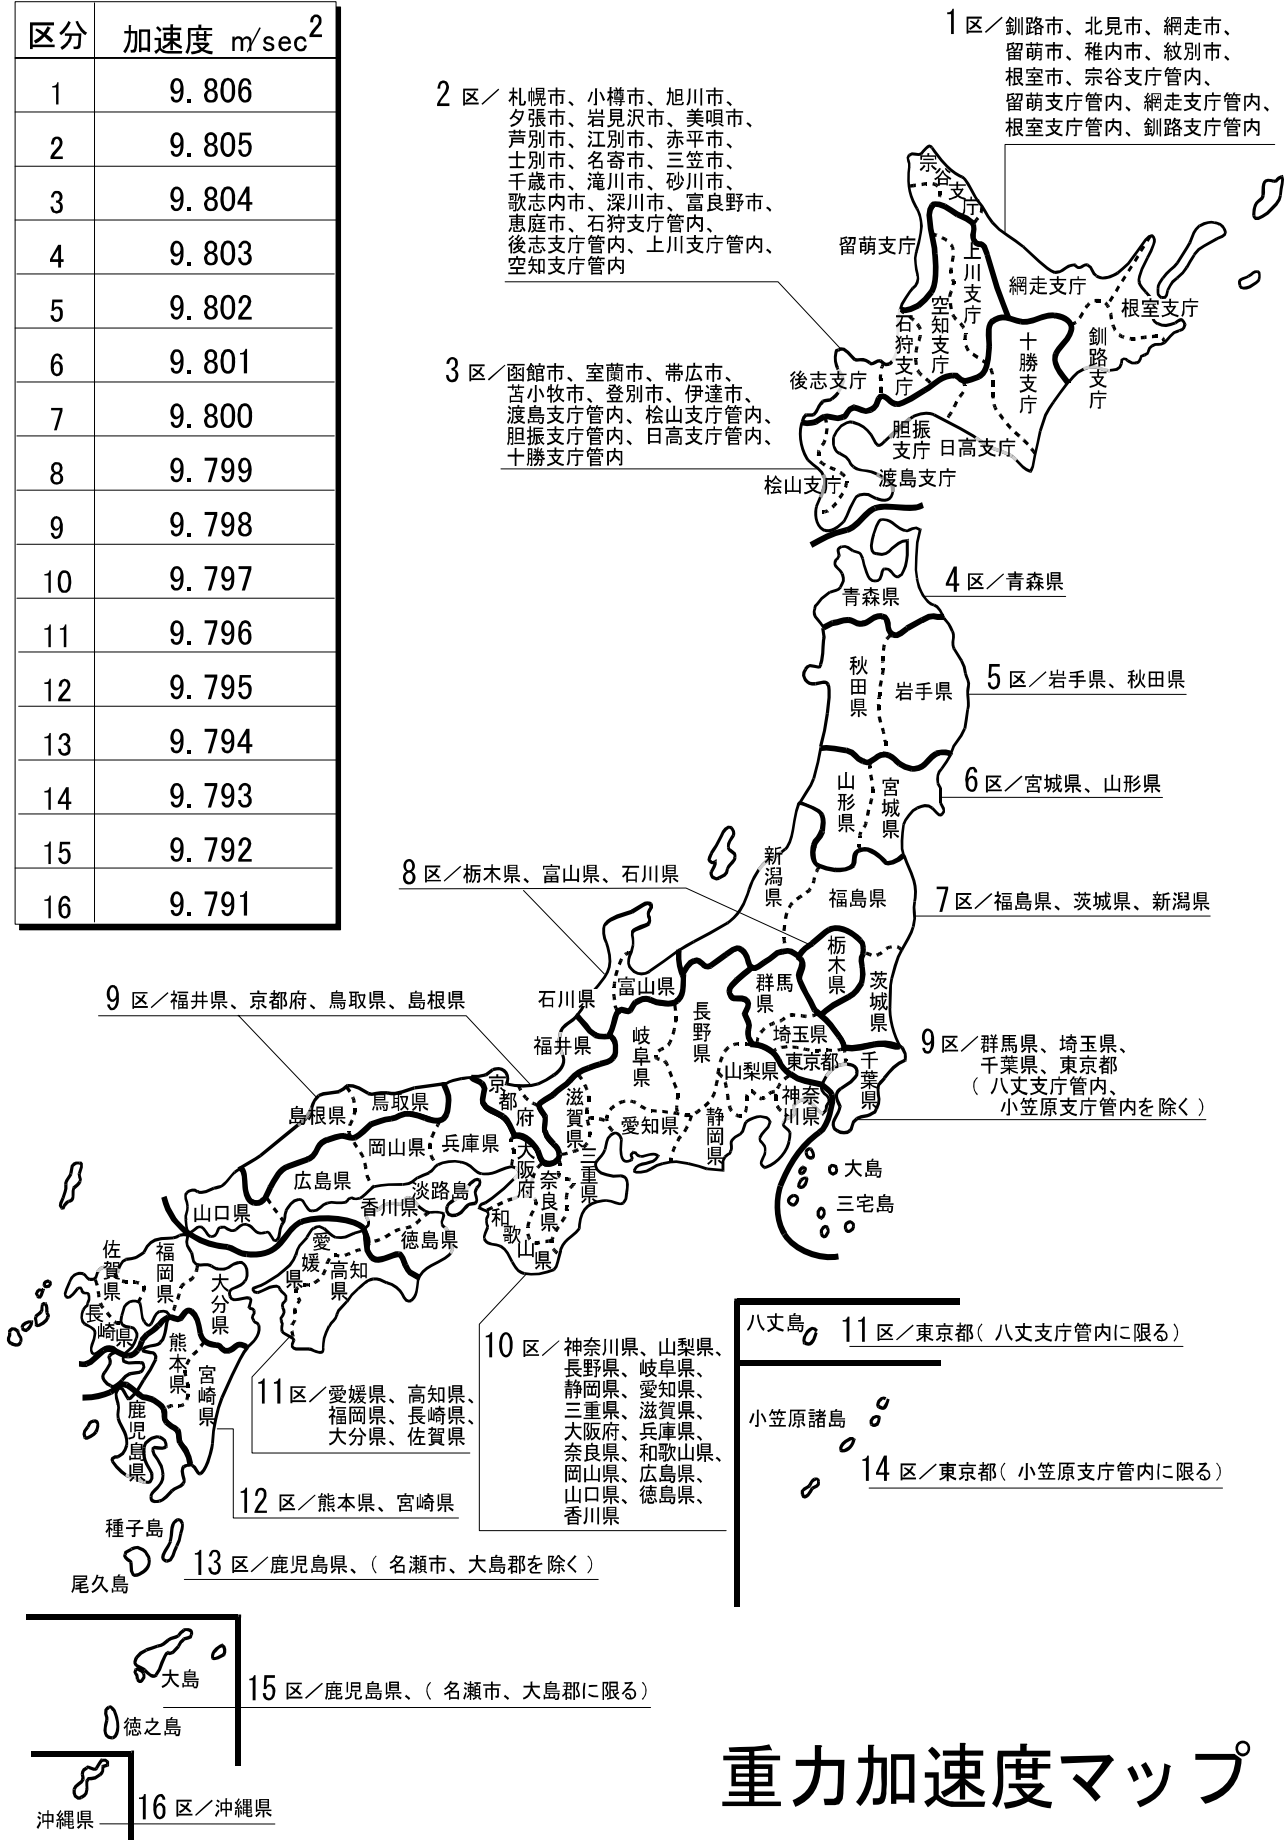 区分 加速度 m/sec2
1 9.806
2 9.805
3 9.804
4 9.803
5 9.802
6 9.801
7 9.800
8 9.799
9 9.798
10 9.797
11 9.796
12 9.795
13 9.794
14 9.793
15 9.792
16 9.791
1 区／釧路市、北見市、網走市、
留萌市、稚内市、紋別市、
根室市、宗谷支庁管内、
留萌支庁管内、網走支庁管内、
根室支庁管内、釧路支庁管内
2 区／ 札幌市、小樽市、旭川市、
夕張市、岩見沢市、美唄市、
芦別市、江別市、赤平市、
士別市、名寄市、三笠市、
千歳市、滝川市、砂川市、
歌志内市、深川市、富良野市、
恵庭市、石狩支庁管内、
後志支庁管内、上川支庁管内、
空知支庁管内
3 区／函館市、室蘭市、帯広市、
苫小牧市、登別市、伊達市、
渡島支庁管内、桧山支庁管内、
胆振支庁管内、日高支庁管内、
十勝支庁管内
宗谷支庁
留萌支庁
上川支庁
網走支庁
根室支庁
空知支庁
石狩支庁
釧路支庁
十勝支庁
後志支庁
胆振
支庁
日高支庁
渡島支庁
桧山支庁
4 区／青森県
青森県
5 区／岩手県、秋田県
秋田県
岩手県
6 区／宮城県、山形県
山形県
宮城県
7 区／福島県、茨城県、新潟県
新潟県
福島県
8 区／栃木県、富山県、石川県
栃木県
茨城県
群馬
県
埼玉県
東京都
千葉県
神奈
川県
石川県
富山県
長野県
岐阜県
山梨県
静岡県
愛知県
9 区／福井県、京都府、鳥取県、島根県
福井県
京都府
滋賀県
三重県
島根県
鳥取県
岡山県
兵庫県
大阪府
奈良県
和歌山県
広島県
山口県
淡路島
香川県
徳島県
愛媛県
高知
県
9 区／群馬県、埼玉県、
千葉県、東京都
( 八丈支庁管内、
小笠原支庁管内を除く )
大島
三宅島
佐賀県
福岡県
大分県
長崎県
熊本県
宮崎県
鹿児島県
10 区／神奈川県、山梨県、
長野県、岐阜県、
静岡県、愛知県、
三重県、滋賀県、
大阪府、兵庫県、
奈良県、和歌山県、
岡山県、広島県、
山口県、徳島県、
香川県
11 区／愛媛県、高知県、
福岡県、長崎県、
大分県、佐賀県
八丈島
11 区／東京都( 八丈支庁管内に限る)
小笠原諸島
14 区／東京都( 小笠原支庁管内に限る)
12 区／熊本県、宮崎県
種子島
尾久島
13 区／鹿児島県、( 名瀬市、大島郡を除く )
大島
15 区／鹿児島県、( 名瀬市、大島郡に限る)
徳之島
沖縄県
16 区／沖縄県
重力加速度マップ